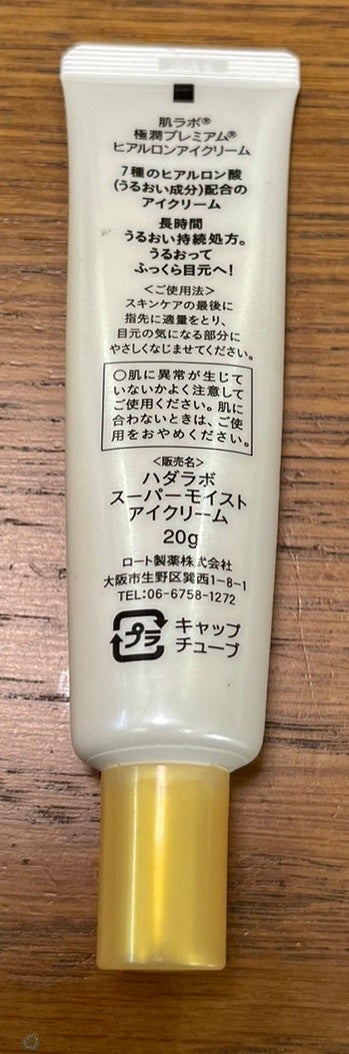 肌ラボ®
極潤プレミアム®
ヒアルロンアイクリーム
7種のヒアルロン酸
(うるおい成分)配合の
アイクリーム
長時間
うるおい持続処方。
うるおって
ふっくら目元へ!
<ご使用法>
スキンケアの最後に
指先に適量をとり、
目元の気になる部分に
やさしくなじませてください。
○肌に異常が生じて
いないかよく注意して
ご使用ください。肌に
合わないときは、ご使
用をおやめください。
<販売名>
ハダラボ
スーパーモイスト
アイクリーム
20g
ロート製薬株式会社
大阪市生野区巽西1-8-1
TEL:06-6758-1272
プラ
キャップ
チューブ